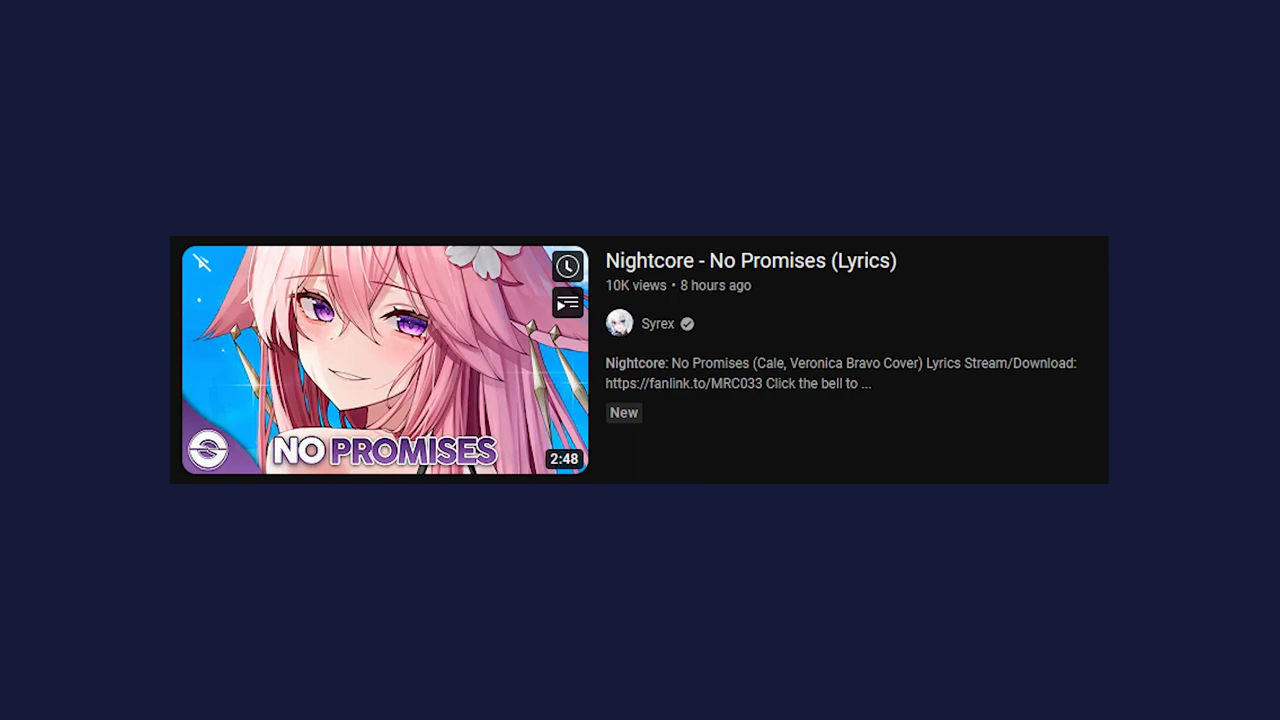 NO PROMISES
2:48
Nightcore - No Promises (Lyrics)
10K views • 8 hours ago
Syrex
Nightcore: No Promises (Cale, Veronica Bravo Cover) Lyrics Stream/Download:
https://fanlink.to/MRC033 Click the bell to ...
New